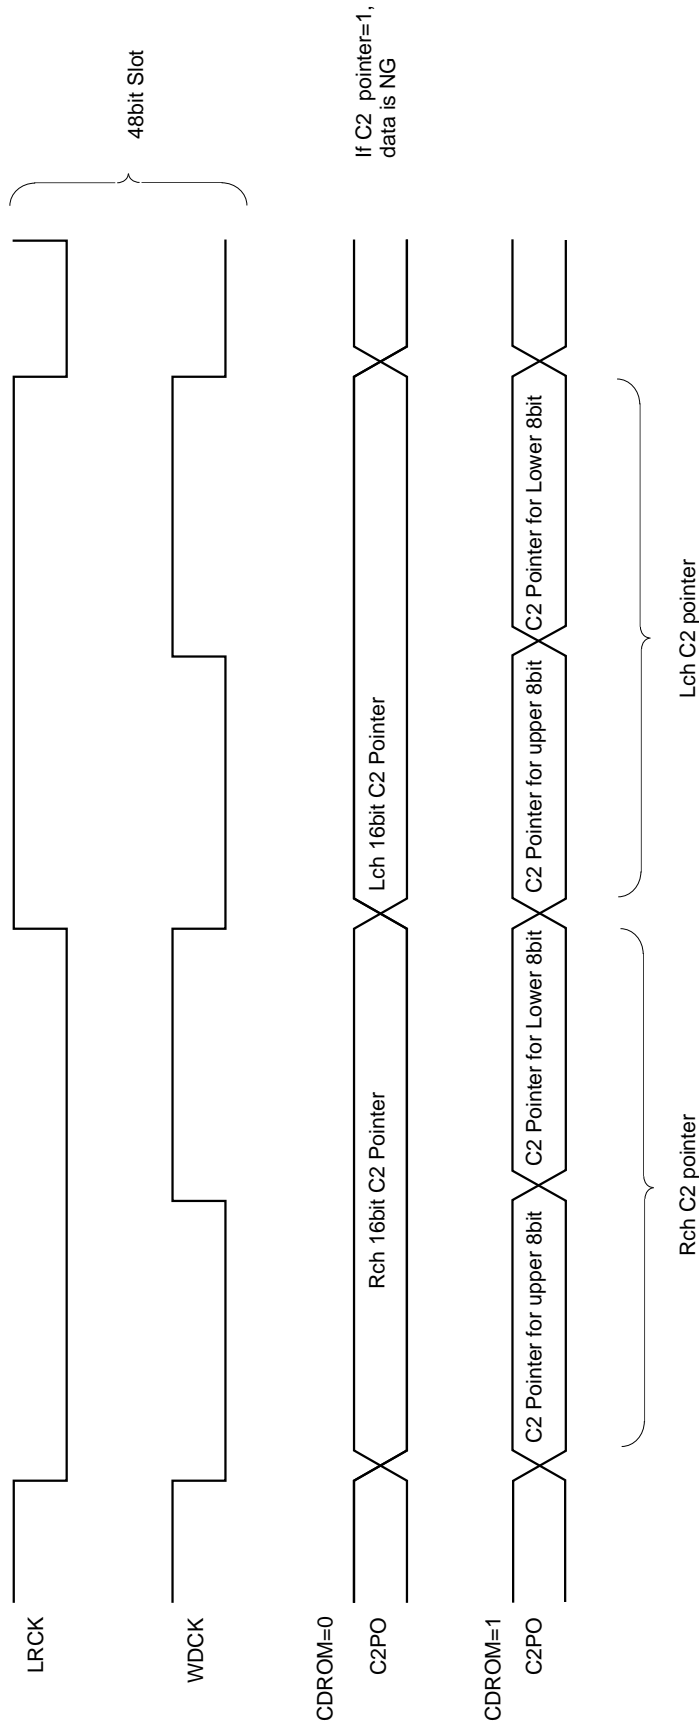 LRCK
48bit Slot
WDCK
CDROM=0
C2PO
Rch 16bit C2 Pointer
Lch 16bit C2 Pointer
If C2 pointer=1,
data is NG
CDROM=1
C2PO
C2 Pointer for upper 8bit
C2 Pointer for Lower 8bit
C2 Pointer for upper 8bit
C2 Pointer for Lower 8bit
Rch C2 pointer
Lch C2 pointer